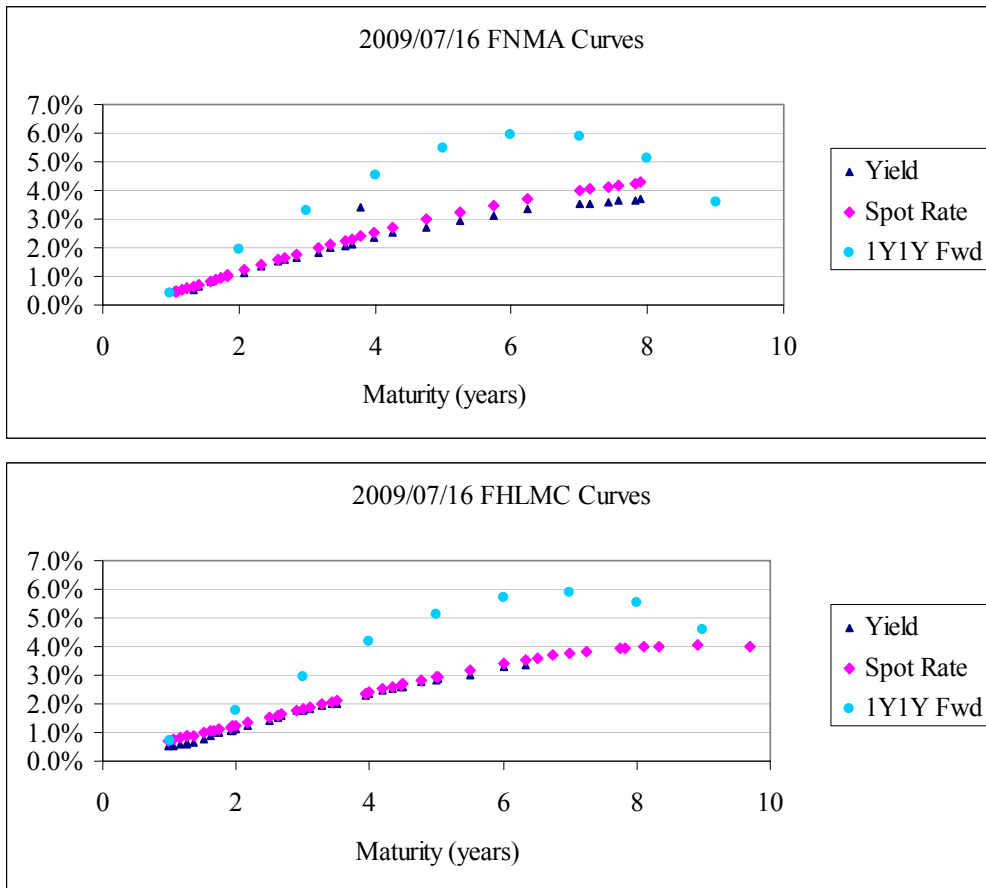 2009/07/16 FNMA Curves
7.0%
6.0%
5.0%
4.0%
3.0%
2.0%
1.0%
0.0%
0 2 4 6 8 10
Maturity (years)
Yield
Spot Rate
1Y1Y Fwd
2009/07/16 FHLMC Curves
7.0%
6.0%
5.0%
4.0%
3.0%
2.0%
1.0%
0.0%
0 2 4 6 8 10
Maturity (years)
Yield
Spot Rate
1Y1Y Fwd